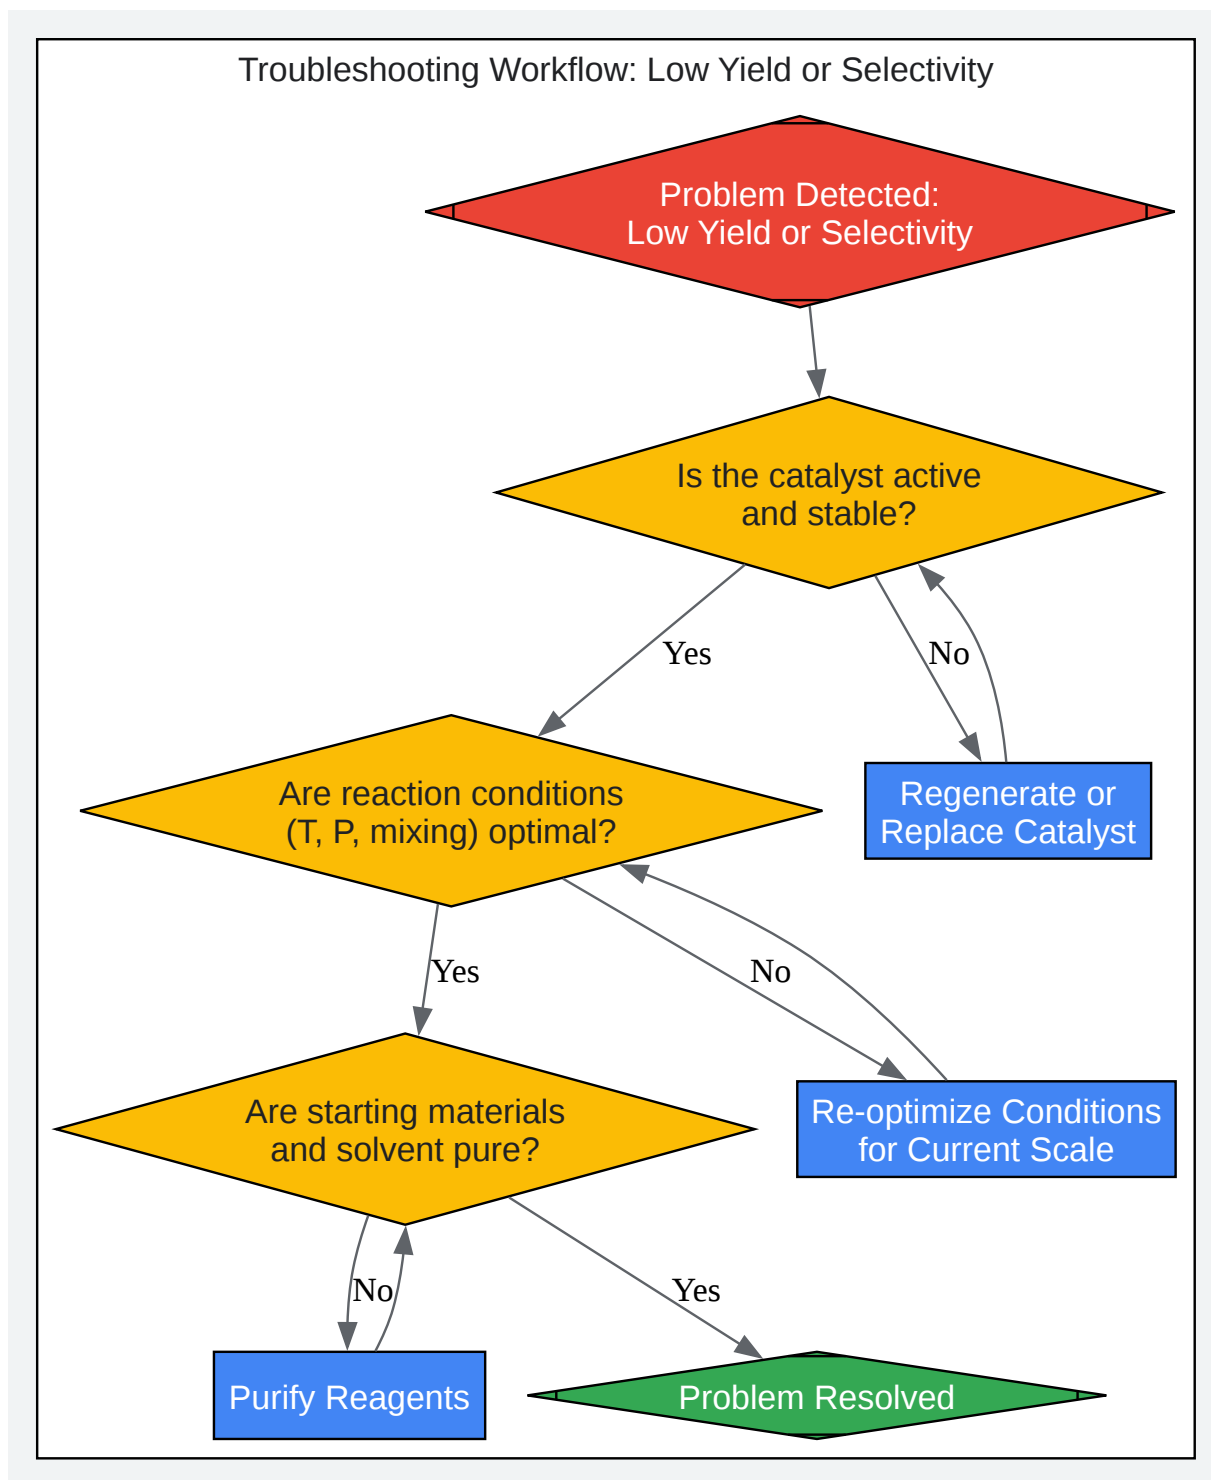 Troubleshooting Workflow: Low Yield or Selectivity
Problem Detected:
Low Yield or Selectivity
Is the catalyst active
and stable?
Yes
No
Are reaction conditions
(T, P, mixing) optimal?
Regenerate or
Replace Catalyst
Yes
No
Are starting materials
and solvent pure?
Re-optimize Conditions
for Current Scale
No
Yes
Purify Reagents
Problem Resolved